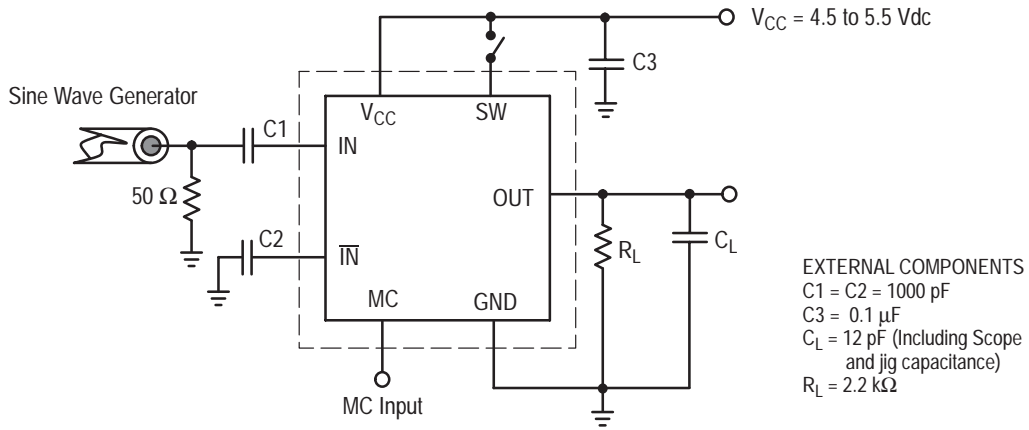 V_CC = 4.5 to 5.5 Vdc
C3
Sine Wave Generator
V_CC
SW
C1
IN
50 Ω
OUT
C2
I̅N̅
R_L
C_L
MC
GND
MC Input
EXTERNAL COMPONENTS
C1 = C2 = 1000 pF
C3 = 0.1 μF
C_L = 12 pF (Including Scope
and jig capacitance)
R_L = 2.2 kΩ